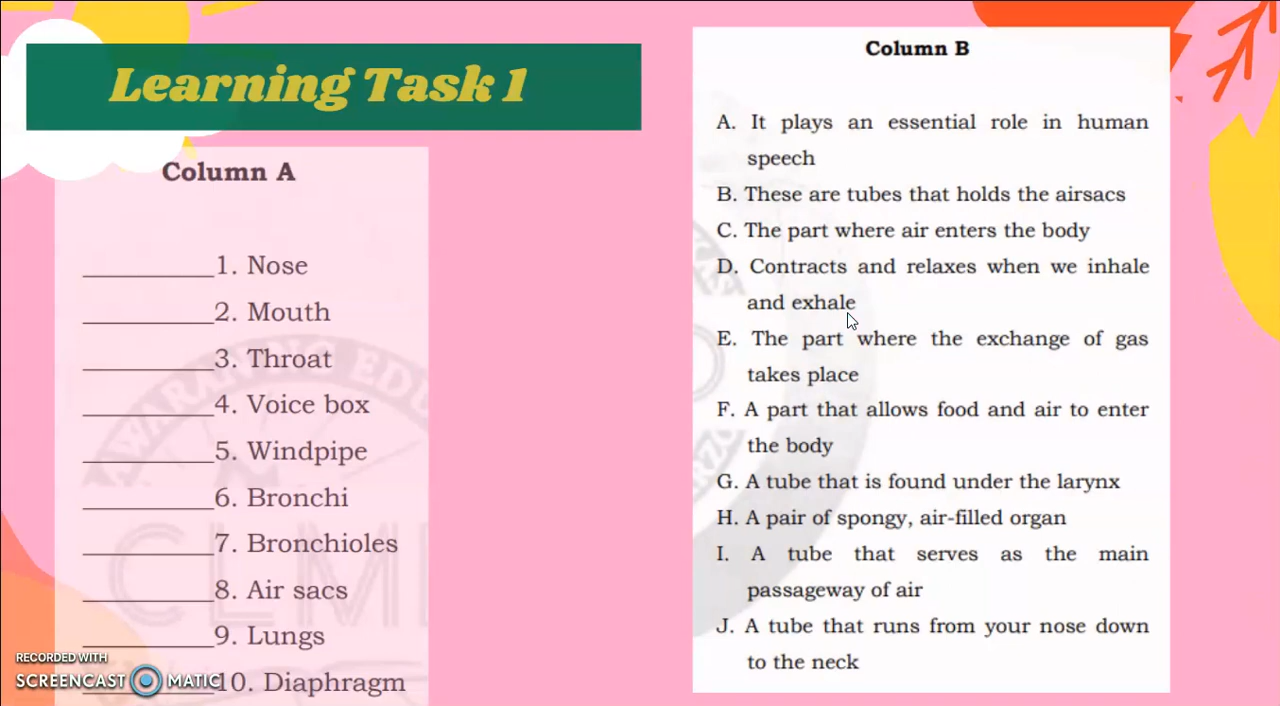 Learning Task 1
Column A
__________1. Nose
__________2. Mouth
__________3. Throat
__________4. Voice box
__________5. Windpipe
__________6. Bronchi
__________7. Bronchioles
__________8. Air sacs
__________9. Lungs
__________10. Diaphragm
Column B
A. It plays an essential role in human
speech
B. These are tubes that holds the airsacs
C. The part where air enters the body
D. Contracts and relaxes when we inhale
and exhale
E. The part where the exchange of gas
takes place
F. A part that allows food and air to enter
the body
G. A tube that is found under the larynx
H. A pair of spongy, air-filled organ
I. A tube that serves as the main
passageway of air
J. A tube that runs from your nose down
to the neck
RECORDED WITH
SCREENCAST MATIC